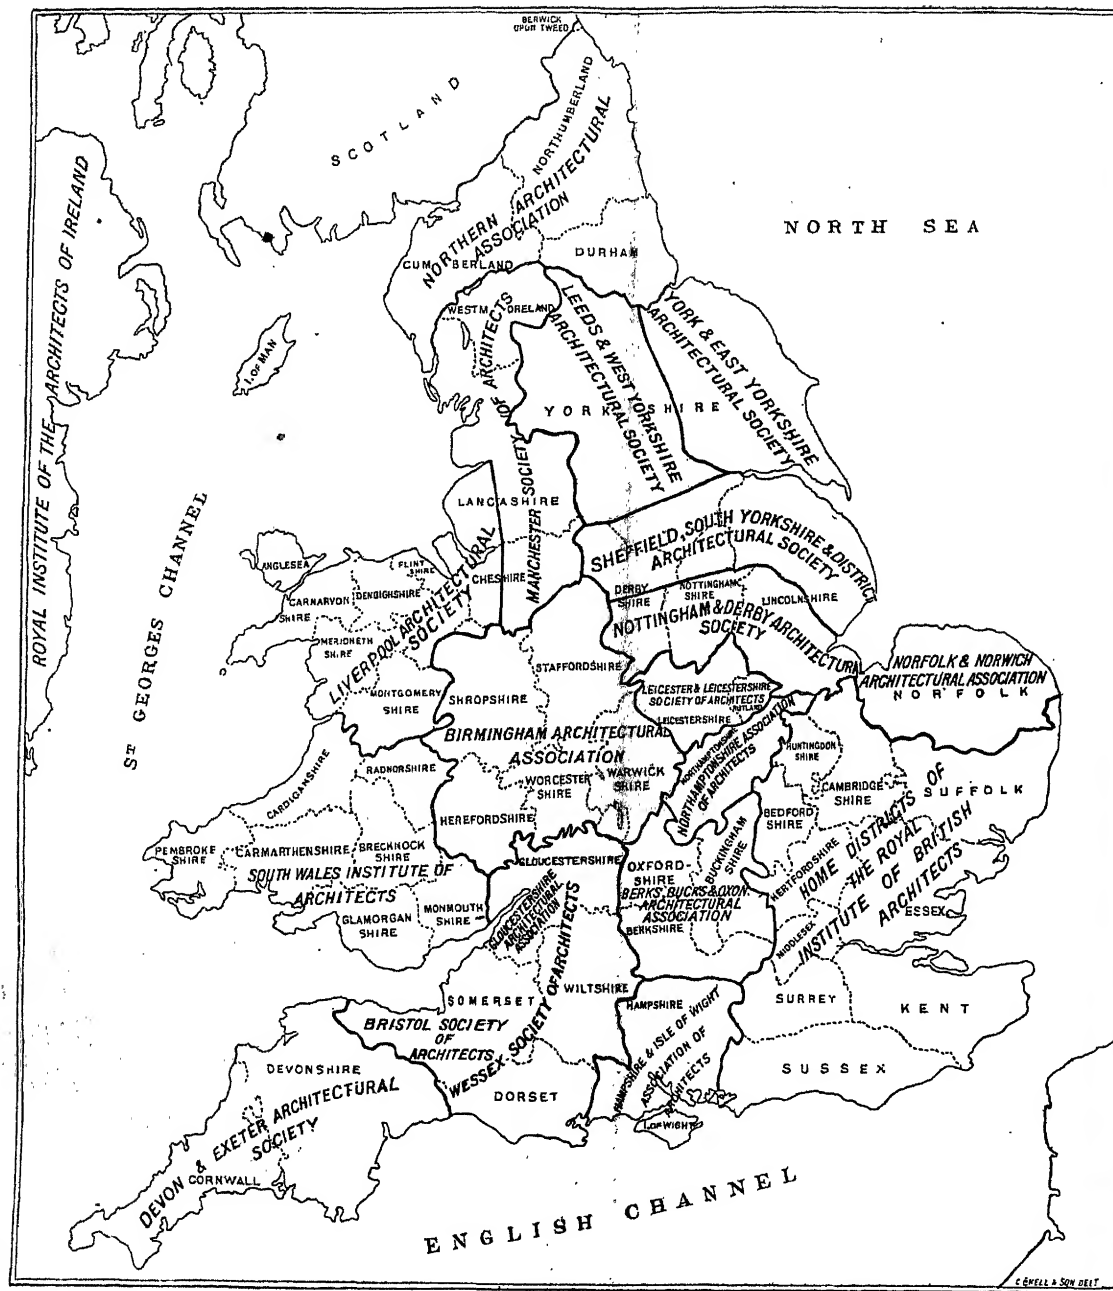 BERWICK
UPON TWEED
SCOTLAND
NORTHUMBERLAND
NORTHERN ARCHITECTURAL
ASSOCIATION
NORTH SEA
CUMBERLAND
DURHAM
ROYAL INSTITUTE OF THE ARCHITECTS OF IRELAND
WESTMORELAND
I. OF MAN
LEEDS & WEST YORKSHIRE
ARCHITECTURAL SOCIETY
YORK & EAST YORKSHIRE
ARCHITECTURAL SOCIETY
YORKSHIRE
MANCHESTER SOCIETY OF ARCHITECTS
LANCASHIRE
ST GEORGES CHANNEL
SHEFFIELD, SOUTH YORKSHIRE & DISTRICT
ARCHITECTURAL SOCIETY
ANGLESEA
FLINT
SHIRE
CHESHIRE
CARNARVON
SHIRE
DENBIGHSHIRE
DERBY
SHIRE
NOTTINGHAM
SHIRE
LINCOLNSHIRE
MERIONETH
SHIRE
LIVERPOOL ARCHITECTURAL
SOCIETY
NOTTINGHAM & DERBY ARCHITECTURAL
SOCIETY
MONTGOMERY
SHIRE
SHROPSHIRE
STAFFORDSHIRE
LEICESTER & LEICESTERSHIRE
SOCIETY OF ARCHITECTS
RUTLAND
LEICESTERSHIRE
NORFOLK & NORWICH
ARCHITECTURAL ASSOCIATION
NORFOLK
BIRMINGHAM ARCHITECTURAL
ASSOCIATION
NORTHAMPTONSHIRE
NORTHAMPTONSHIRE ASSOCIATION
OF ARCHITECTS
HUNTINGDON
SHIRE
CARDIGANSHIRE
RADNORSHIRE
WORCESTER
SHIRE
WARWICK
SHIRE
CAMBRIDGE
SHIRE
SUFFOLK
HEREFORDSHIRE
BEDFORD
SHIRE
PEMBROKE
SHIRE
CARMARTHENSHIRE
BRECKNOCK
SHIRE
GLOUCESTERSHIRE
OXFORD
SHIRE
BUCKINGHAM
SHIRE
HERTFORDSHIRE
HOME DISTRICTS OF
THE ROYAL
INSTITUTE OF BRITISH
ARCHITECTS
SOUTH WALES INSTITUTE OF
ARCHITECTS
GLOUCESTERSHIRE
ARCHITECTURAL
ASSOCIATION
BERKS, BUCKS & OXON
ARCHITECTURAL
ASSOCIATION
ESSEX
GLAMORGAN
SHIRE
MONMOUTH
SHIRE
BERKSHIRE
MIDDLESEX
SOMERSET
WILTSHIRE
HAMPSHIRE
SURREY
KENT
BRISTOL SOCIETY
OF
ARCHITECTS
WESSEX SOCIETY OF ARCHITECTS
HAMPSHIRE & ISLE OF WIGHT
ASSOCIATION OF
ARCHITECTS
DEVONSHIRE
DORSET
SUSSEX
DEVON & EXETER ARCHITECTURAL
SOCIETY
I. OF WIGHT
CORNWALL
ENGLISH CHANNEL